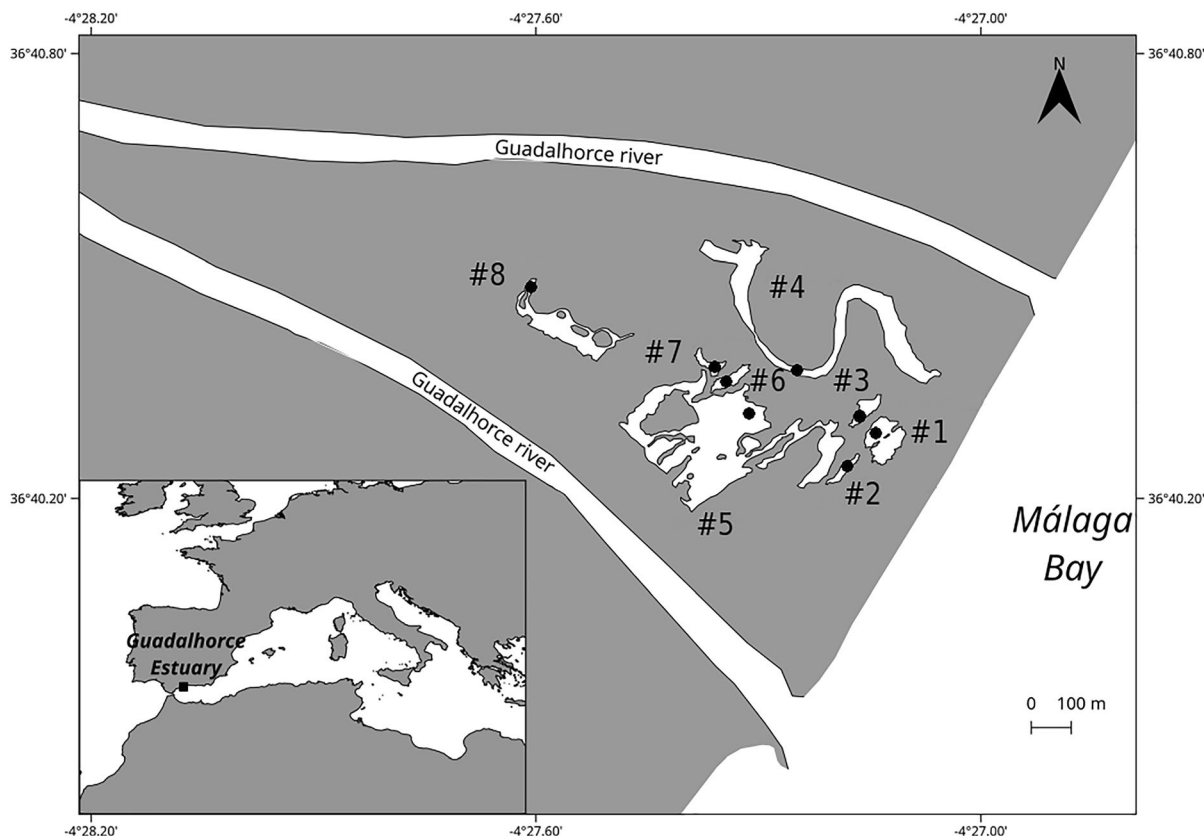 -4°28.20'
-4°27.60'
-4°27.00'
36°40.80'
36°40.80'
N
Guadalhorce river
#8
#4
#7
#6
#3
Guadalhorce river
#1
#2
36°40.20'
36°40.20'
#5
Málaga
Bay
Guadalhorce
Estuary
0 100 m
-4°28.20'
-4°27.60'
-4°27.00'